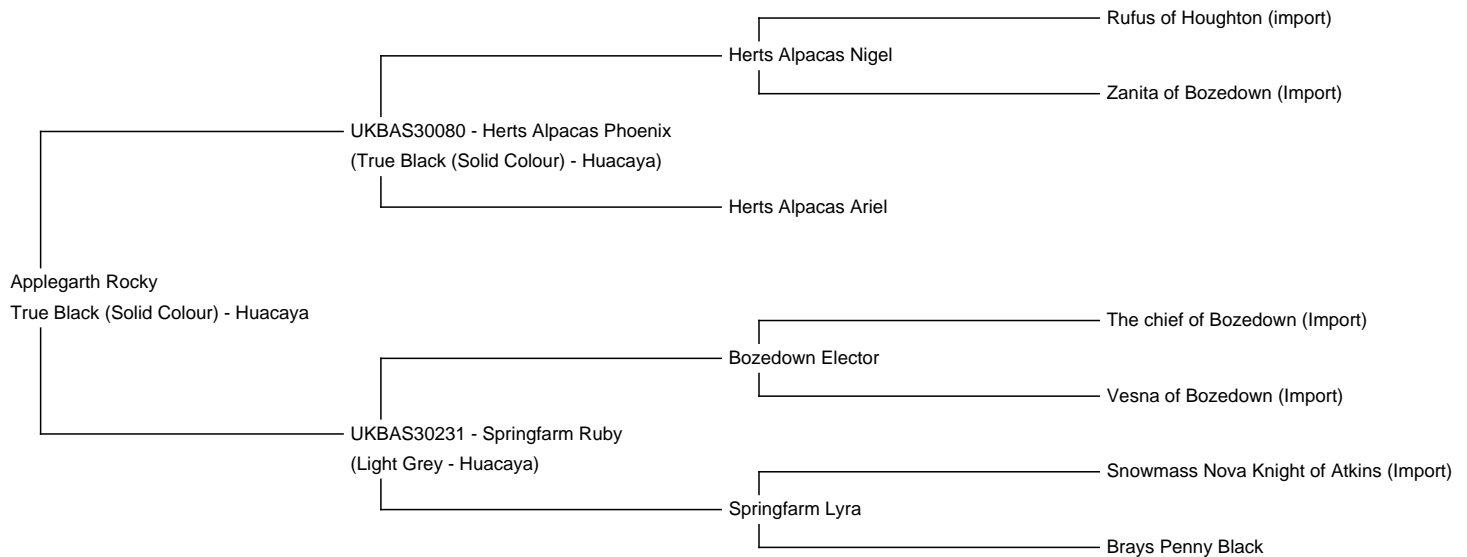 Rufus of Houghton (import)
Herts Alpacas Nigel
Zanita of Bozedown (Import)
UKBAS30080 - Herts Alpacas Phoenix
(True Black (Solid Colour) - Huacaya)
Herts Alpacas Ariel
Applegarth Rocky
True Black (Solid Colour) - Huacaya
The chief of Bozedown (Import)
Bozedown Elector
Vesna of Bozedown (Import)
UKBAS30231 - Springfarm Ruby
(Light Grey - Huacaya)
Snowmass Nova Knight of Atkins (Import)
Springfarm Lyra
Brays Penny Black